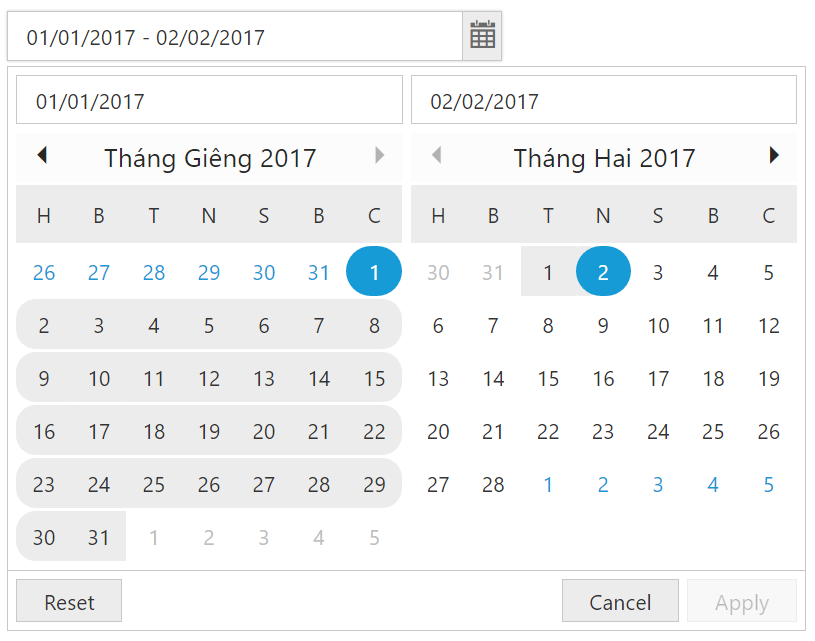 01/01/2017 - 02/02/2017
01/01/2017
02/02/2017
Tháng Giêng 2017
H B T N S B C
26 27 28 29 30 31 1
2 3 4 5 6 7 8
9 10 11 12 13 14 15
16 17 18 19 20 21 22
23 24 25 26 27 28 29
30 31 1 2 3 4 5
Tháng Hai 2017
H B T N S B C
30 31 1 2 3 4 5
6 7 8 9 10 11 12
13 14 15 16 17 18 19
20 21 22 23 24 25 26
27 28 1 2 3 4 5
Reset
Cancel
Apply